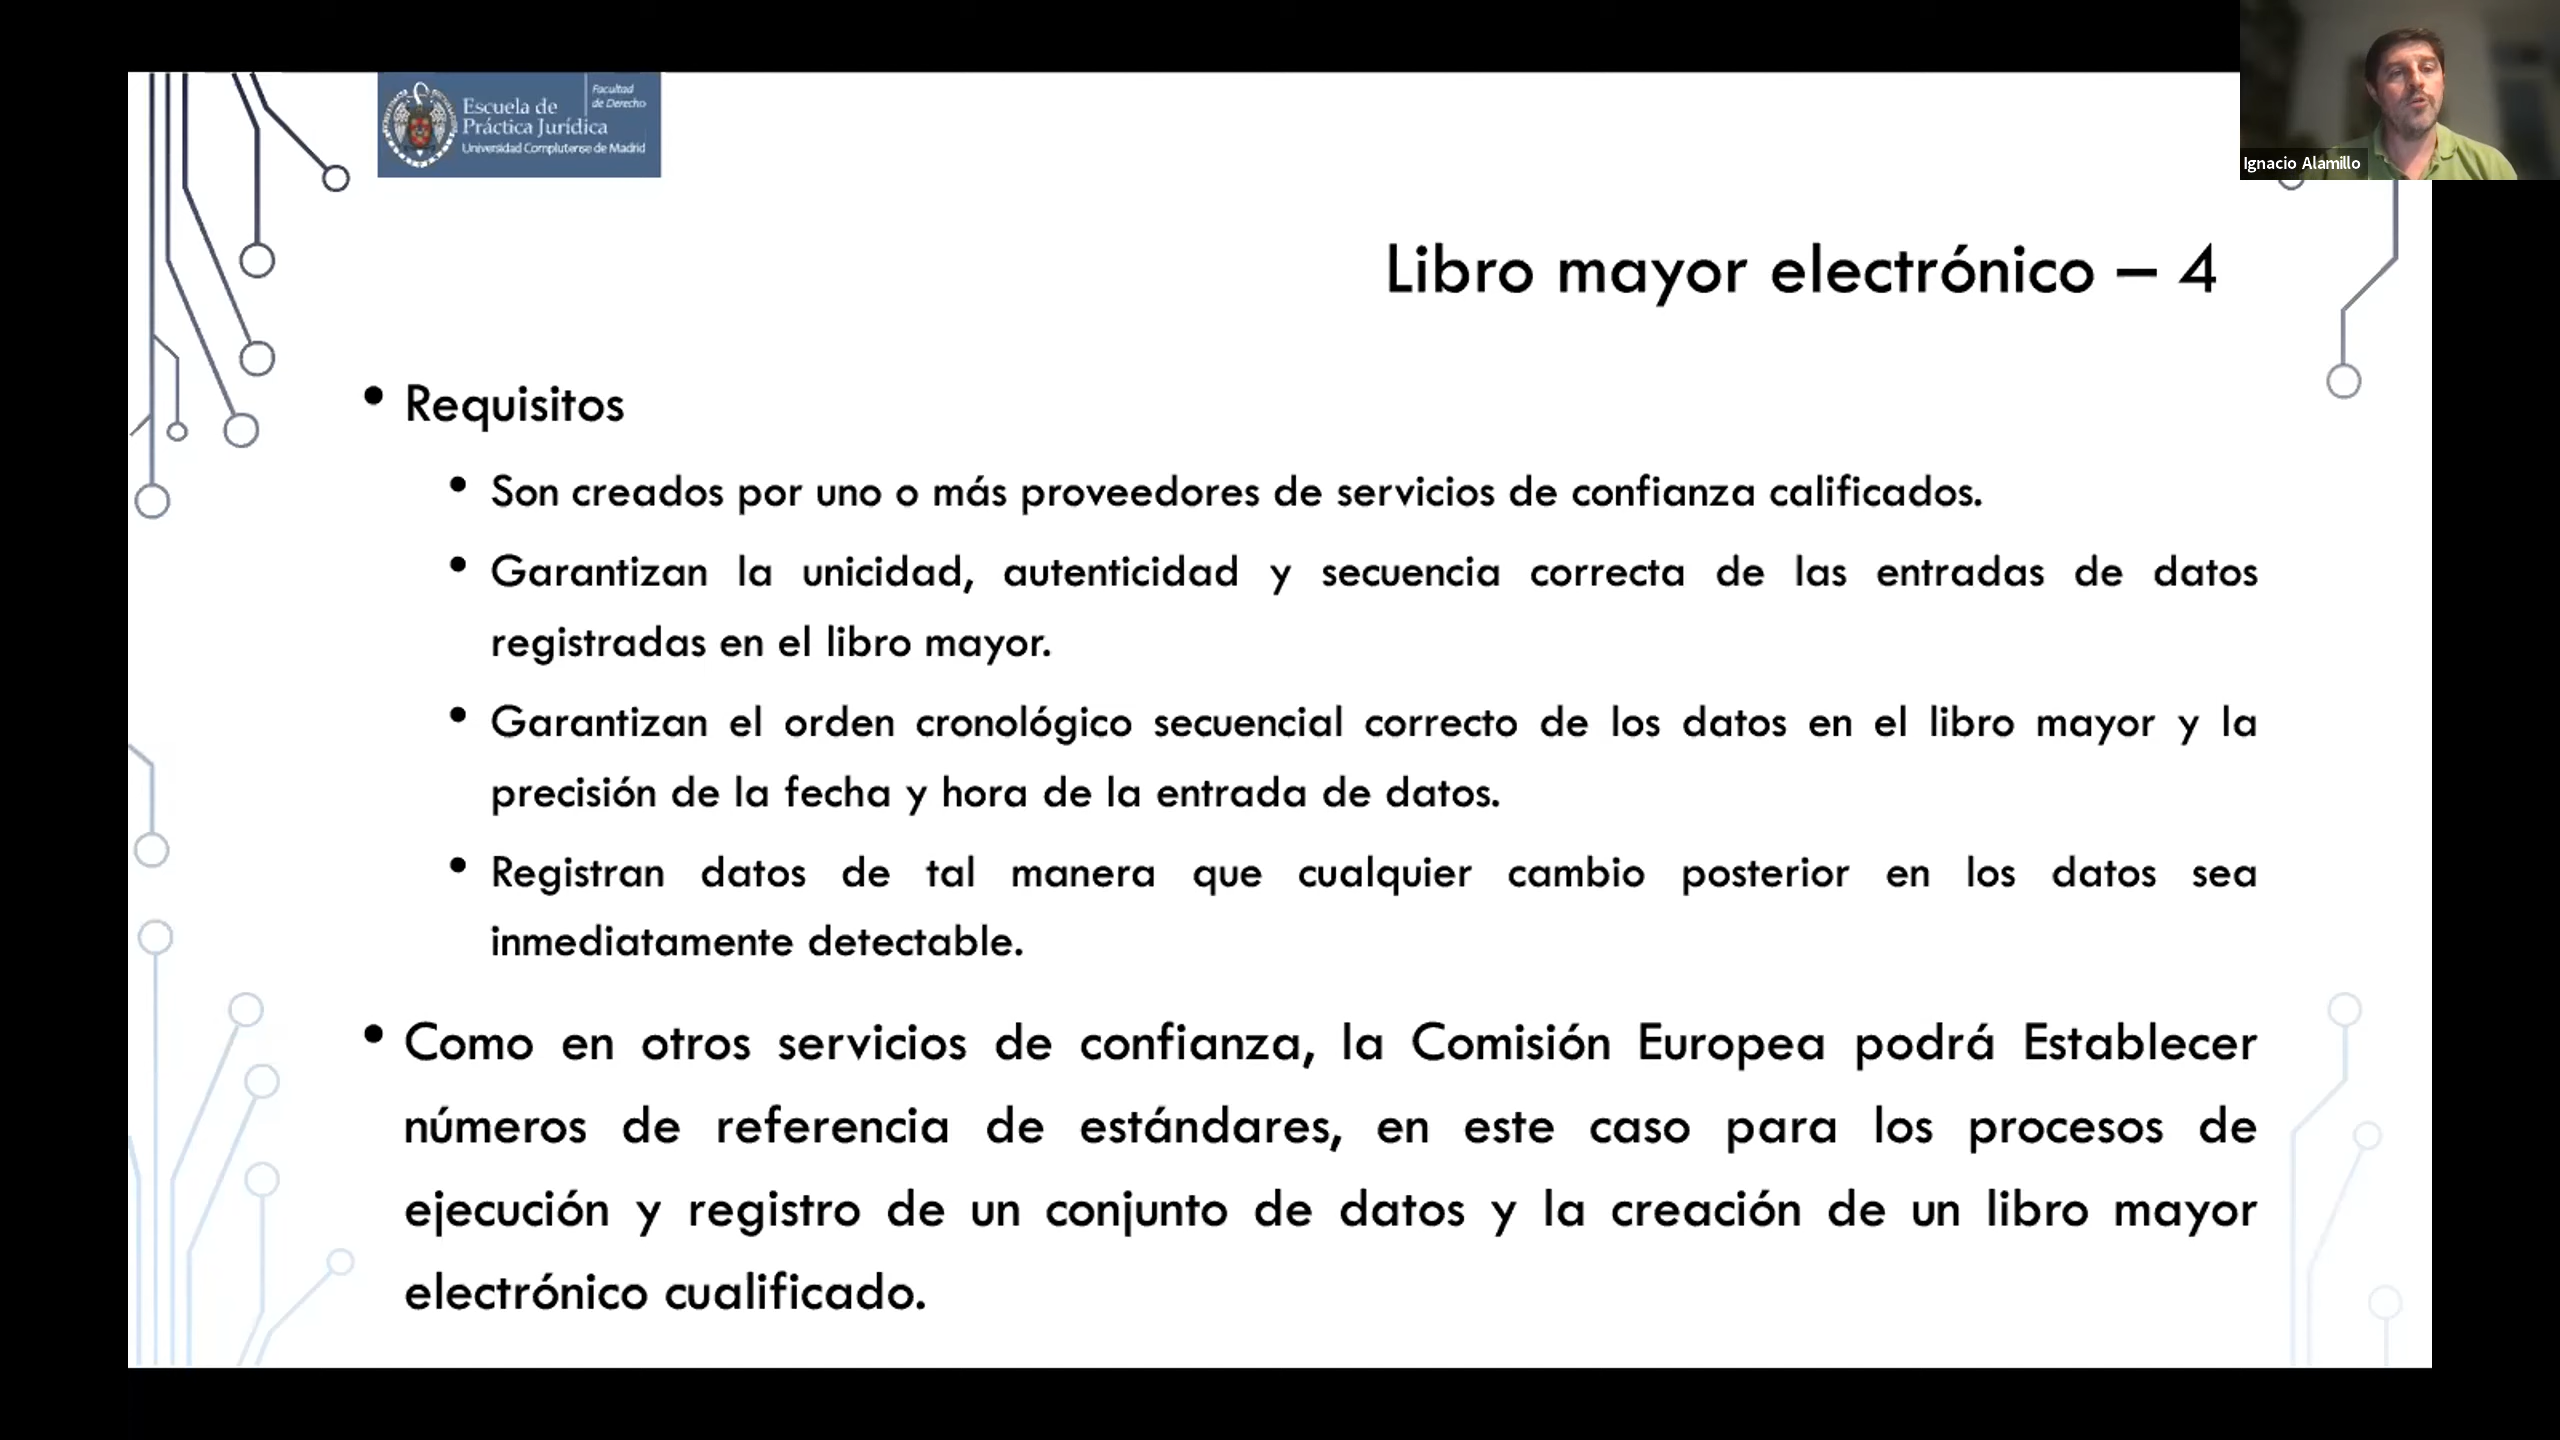 Facultad
de Derecho
Escuela de
Práctica Jurídica
Universidad Complutense de Madrid
Ignacio Alamillo
Libro mayor electrónico – 4
• Requisitos
• Son creados por uno o más proveedores de servicios de confianza calificados.
• Garantizan la unicidad, autenticidad y secuencia correcta de las entradas de datos
registradas en el libro mayor.
• Garantizan el orden cronológico secuencial correcto de los datos en el libro mayor y la
precisión de la fecha y hora de la entrada de datos.
• Registran datos de tal manera que cualquier cambio posterior en los datos sea
inmediatamente detectable.
• Como en otros servicios de confianza, la Comisión Europea podrá Establecer
números de referencia de estándares, en este caso para los procesos de
ejecución y registro de un conjunto de datos y la creación de un libro mayor
electrónico cualificado.